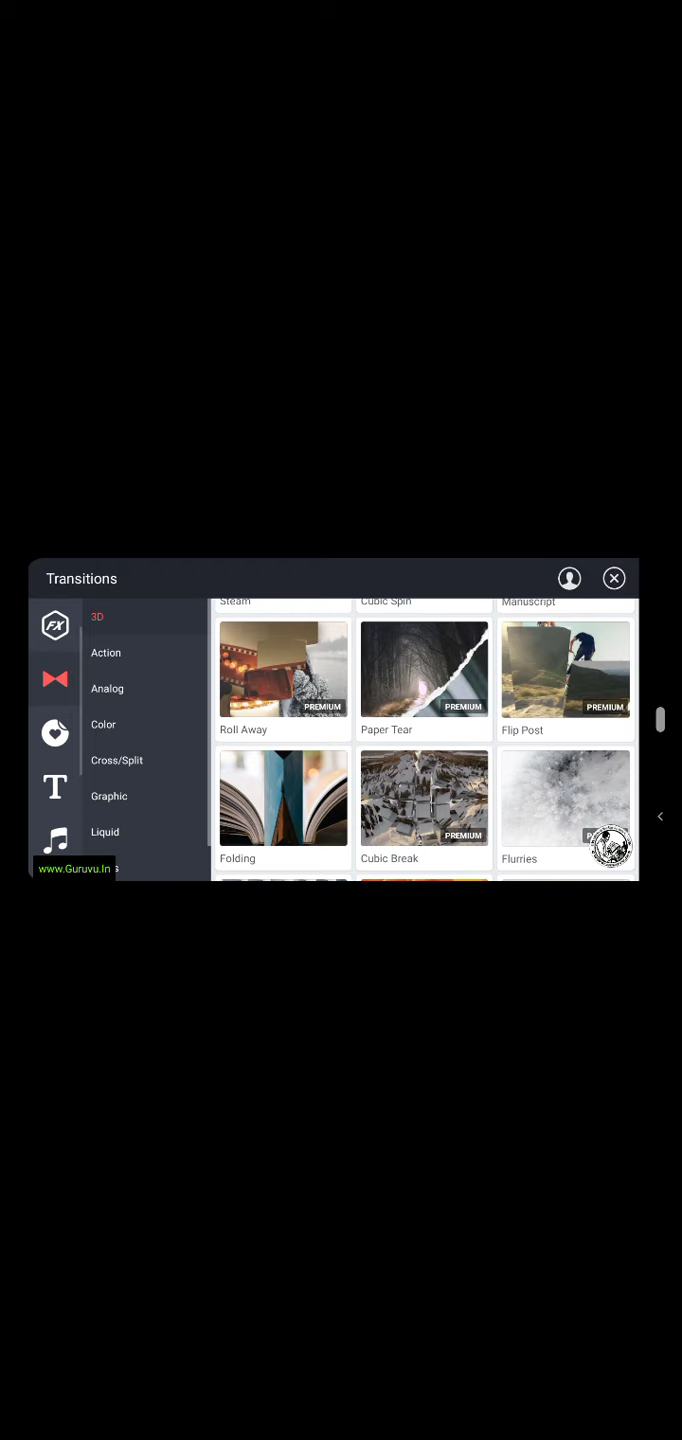 Transitions
FX
3D
Action
Analog
Color
Cross/Split
Graphic
Liquid
www.Guruvu.In
Steam
Cubic Spin
Manuscript
PREMIUM
PREMIUM
PREMIUM
Roll Away
Paper Tear
Flip Post
PREMIUM
Folding
Cubic Break
Flurries